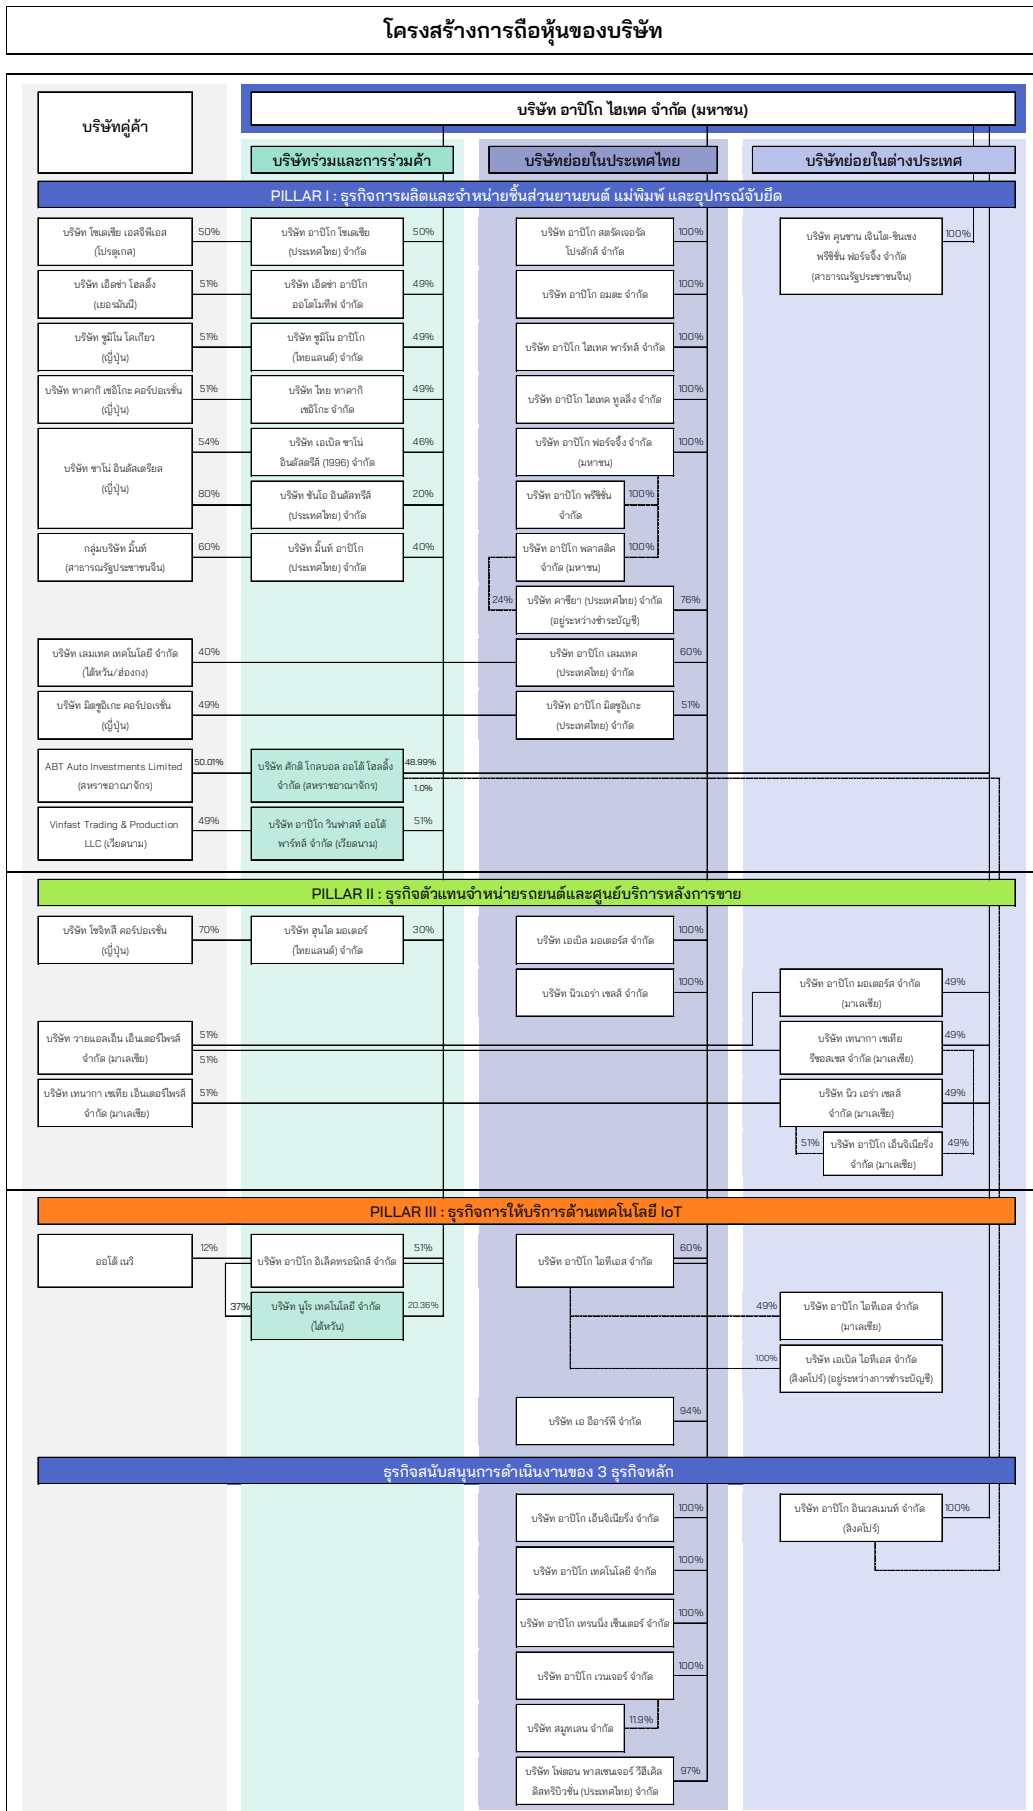 โครงสร้างการถือหุ้นของบริษัท
บริษัทคู่ค้า
บริษัท อาปิโก ไฮเทค จำกัด (มหาชน)
บริษัทร่วมและการร่วมค้า
บริษัทย่อยในประเทศไทย
บริษัทย่อยในต่างประเทศ
PILLAR I : ธุรกิจการผลิตและจำหน่ายชิ้นส่วนยานยนต์ แม่พิมพ์ และอุปกรณ์จับยึด
บริษัท โซเดเซีย เอสจีพีเอส
(โปรตุเกส)
50%
บริษัท อาปิโก โซเดเซีย
(ประเทศไทย) จำกัด
50%
บริษัท อาปิโก สตรัคเจอรัล
โปรดักส์ จำกัด
100%
บริษัท คุนซาน เจินไต-ซินเซง
พรีซิชั่น ฟอร์จจิ้ง จำกัด
(สาธารณรัฐประชาชนจีน)
100%
บริษัท เอ็ดซ่า โฮลดิ้ง
(เยอรมันนี)
51%
บริษัท เอ็ดซ่า อาปิโก
ออโตโมทีฟ จำกัด
49%
บริษัท อาปิโก อมตะ จำกัด
100%
บริษัท ซูมิโน โคเกียว
(ญี่ปุ่น)
51%
บริษัท ซูมิโน อาปิโก
(ไทยแลนด์) จำกัด
49%
บริษัท อาปิโก ไฮเทค พาร์ทส์ จำกัด
100%
บริษัท ทาคากิ เซอิโกะ คอร์ปอเรชั่น
(ญี่ปุ่น)
51%
บริษัท ไทย ทาคากิ
เซอิโกะ จำกัด
49%
บริษัท อาปิโก ไฮเทค ทูลลิ่ง จำกัด
100%
บริษัท ซาโน่ อินดัสเตรียล
(ญี่ปุ่น)
54%
บริษัท เอเบิล ซาโน่
อินดัสตรีส์ (1996) จำกัด
46%
บริษัท อาปิโก ฟอร์จจิ้ง จำกัด
(มหาชน)
100%
80%
บริษัท ซันโอ อินดัสทรีส์
(ประเทศไทย) จำกัด
20%
บริษัท อาปิโก พรีซิชั่น
จำกัด
100%
กลุ่มบริษัท มิ้นท์
(สาธารณรัฐประชาชนจีน)
60%
บริษัท มิ้นท์ อาปิโก
(ประเทศไทย) จำกัด
40%
บริษัท อาปิโก พลาสติค
จำกัด (มหาชน)
100%
24%
บริษัท คาซียา (ประเทศไทย) จำกัด
(อยู่ระหว่างชำระบัญชี)
76%
บริษัท เลมเทค เทคโนโลยี จำกัด
(ไต้หวัน/ฮ่องกง)
40%
บริษัท อาปิโก เลมเทค
(ประเทศไทย) จำกัด
60%
บริษัท มิตซูอิเกะ คอร์ปอเรชั่น
(ญี่ปุ่น)
49%
บริษัท อาปิโก มิตซูอิเกะ
(ประเทศไทย) จำกัด
51%
ABT Auto Investments Limited
(สหราชอาณาจักร)
50.01%
บริษัท ศักติ โกลบอล ออโต้ โฮลดิ้ง
จำกัด (สหราชอาณาจักร)
48.99%
1.0%
Vinfast Trading & Production
LLC (เวียดนาม)
49%
บริษัท อาปิโก วินฟาสท์ ออโต้
พาร์ทส์ จำกัด (เวียดนาม)
51%
PILLAR II : ธุรกิจตัวแทนจำหน่ายรถยนต์และศูนย์บริการหลังการขาย
บริษัท โซจิทสึ คอร์ปอเรชั่น
(ญี่ปุ่น)
70%
บริษัท ฮุนได มอเตอร์
(ไทยแลนด์) จำกัด
30%
บริษัท เอเบิล มอเตอร์ส จำกัด
100%
บริษัท นิวเอร่า เซลส์ จำกัด
100%
บริษัท อาปิโก มอเตอร์ส จำกัด
(มาเลเซีย)
49%
บริษัท วายแอลเอ็น เอ็นเตอร์ไพรส์
จำกัด (มาเลเซีย)
51%
51%
บริษัท เทนากา เซเทีย
รีซอสเซส จำกัด (มาเลเซีย)
49%
บริษัท เทนากา เซเทีย เอ็นเตอร์ไพรส์
จำกัด (มาเลเซีย)
51%
บริษัท นิว เอร่า เซลส์
จำกัด (มาเลเซีย)
49%
51%
บริษัท อาปิโก เอ็นจิเนียริ่ง
จำกัด (มาเลเซีย)
49%
PILLAR III : ธุรกิจการให้บริการด้านเทคโนโลยี IoT
ออโต้ เนวิ
12%
บริษัท อาปิโก อิเล็คทรอนิกส์ จำกัด
51%
บริษัท อาปิโก ไอทีเอส จำกัด
60%
37%
บริษัท นูโร เทคโนโลยี จำกัด
(ไต้หวัน)
20.36%
49%
บริษัท อาปิโก ไอทีเอส จำกัด
(มาเลเซีย)
100%
บริษัท เอเบิล ไอทีเอส จำกัด
(สิงคโปร์) (อยู่ระหว่างการชำระบัญชี)
บริษัท เอ อีอาร์พี จำกัด
94%
ธุรกิจสนับสนุนการดำเนินงานของ 3 ธุรกิจหลัก
บริษัท อาปิโก เอ็นจิเนียริ่ง จำกัด
100%
บริษัท อาปิโก อินเวสเมนท์ จำกัด
(สิงคโปร์)
100%
บริษัท อาปิโก เทคโนโลยี จำกัด
100%
บริษัท อาปิโก เทรนนิ่ง เซ็นเตอร์ จำกัด
100%
บริษัท อาปิโก เวนเจอร์ จำกัด
100%
บริษัท สมูทเลน จำกัด
11.9%
บริษัท โฟตอน พาสเซนเจอร์ วีฮีเคิล
ดิสทริบิวชั่น (ประเทศไทย) จำกัด
97%